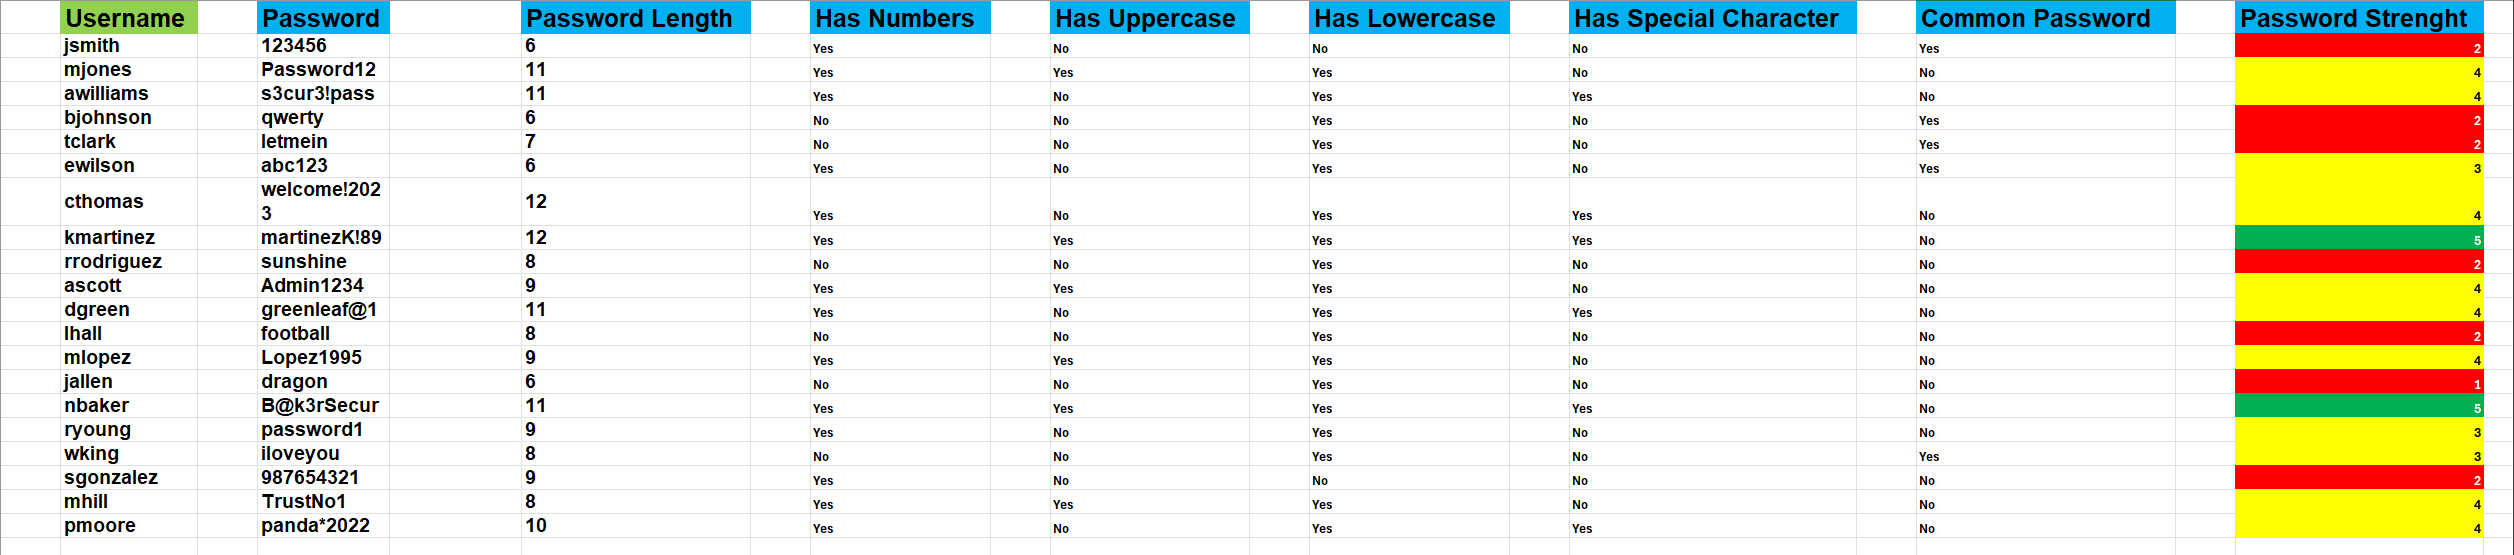 Username Password Password Length Has Numbers Has Uppercase Has Lowercase Has Special Character Common Password Password Strenght
jsmith 123456 6 Yes No No No Yes 2
mjones Password12 11 Yes Yes Yes No No 4
awilliams s3cur3!pass 11 Yes No Yes Yes No 4
bjohnson qwerty 6 No No Yes No Yes 2
tclark letmein 7 No No Yes No Yes 2
ewilson abc123 6 Yes No Yes No Yes 3
cthomas welcome!202
3 12 Yes No Yes Yes No 4
kmartinez martinezK!89 12 Yes Yes Yes Yes No 5
rrodriguez sunshine 8 No No Yes No No 2
ascott Admin1234 9 Yes Yes Yes No No 4
dgreen greenleaf@1 11 Yes No Yes Yes No 4
lhall football 8 No No Yes No No 2
mlopez Lopez1995 9 Yes Yes Yes No No 4
jallen dragon 6 No No Yes No No 1
nbaker B@k3rSecur 11 Yes Yes Yes Yes No 5
ryoung password1 9 Yes No Yes No No 3
wking iloveyou 8 No No Yes No Yes 3
sgonzalez 987654321 9 Yes No No No No 2
mhill TrustNo1 8 Yes Yes Yes No No 4
pmoore panda*2022 10 Yes No Yes Yes No 4